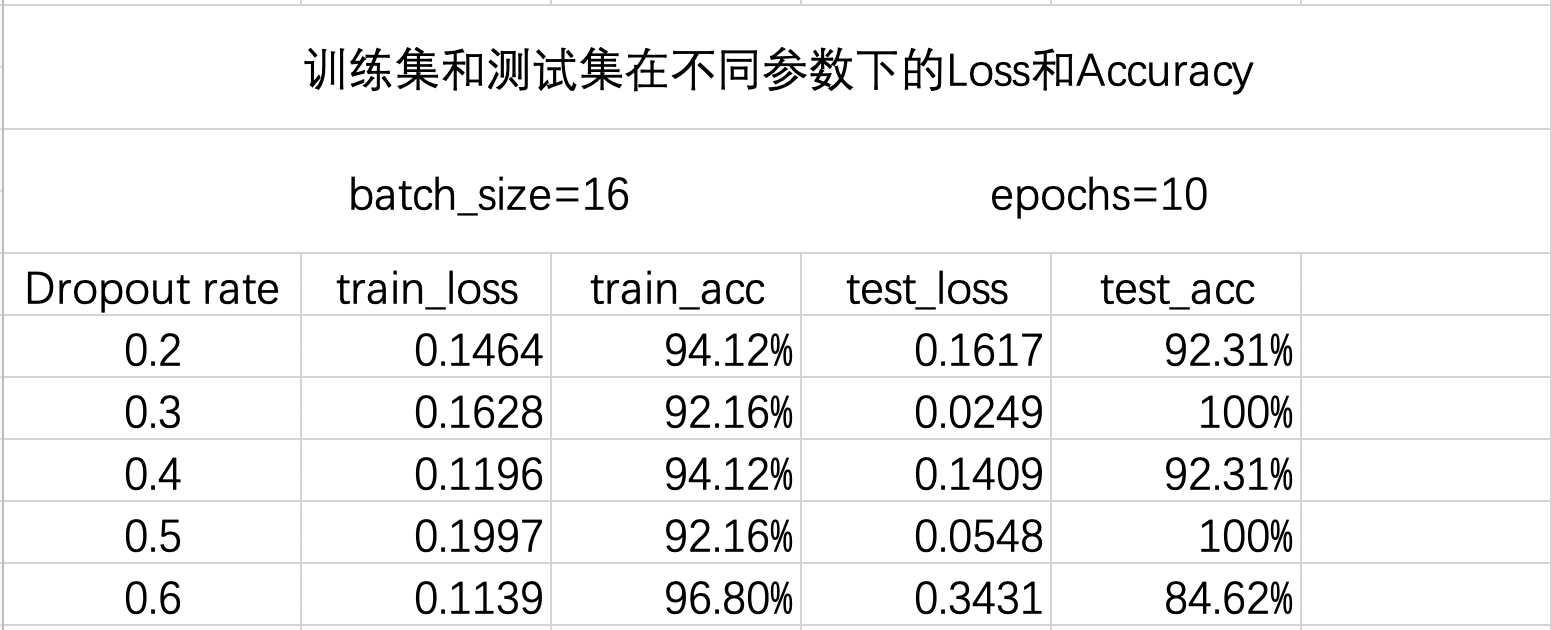 训练集和测试集在不同参数下的Loss和Accuracy
batch_size=16 epochs=10
Dropout rate train_loss train_acc test_loss test_acc
0.2 0.1464 94.12% 0.1617 92.31%
0.3 0.1628 92.16% 0.0249 100%
0.4 0.1196 94.12% 0.1409 92.31%
0.5 0.1997 92.16% 0.0548 100%
0.6 0.1139 96.80% 0.3431 84.62%